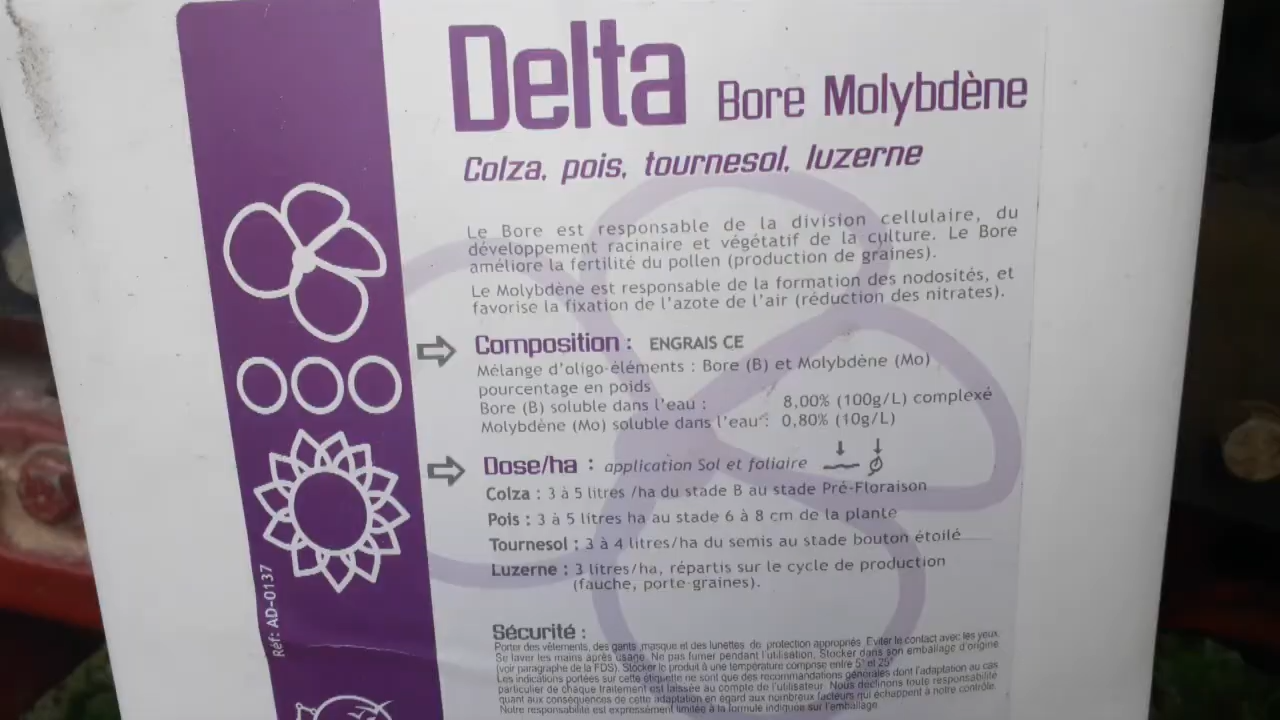 Delta Bore Molybdène
Colza, pois, tournesol, luzerne
Le Bore est responsable de la division cellulaire, du
développement racinaire et végétatif de la culture. Le Bore
améliore la fertilité du pollen (production de graines).
Le Molybdène est responsable de la formation des nodosités, et
favorise la fixation de l'azote de l'air (réduction des nitrates).
Composition : ENGRAIS CE
Mélange d'oligo-éléments : Bore (B) et Molybdène (Mo)
pourcentage en poids
Bore (B) soluble dans l'eau : 8,00% (100g/L) complexé
Molybdène (Mo) soluble dans l'eau : 0,80% (10g/L)
Dose/ha : application Sol et foliaire
Colza : 3 à 5 litres /ha du stade B au stade Pré-Floraison
Pois : 3 à 5 litres ha au stade 6 à 8 cm de la plante
Tournesol : 3 à 4 litres/ha du semis au stade bouton étoilé
Luzerne : 3 litres/ha, répartis sur le cycle de production
(fauche, porte-graines).
Réf: AD-0137
Sécurité :
Porter des vêtements, des gants ,masque et des lunettes de protection appropriés. Eviter le contact avec les yeux.
Se laver les mains après usage. Ne pas fumer pendant l'utilisation. Stocker dans son emballage d'origine
(voir paragraphe de la FDS). Stocker le produit à une température comprise entre 5° et 25°
Les indications portées sur cette étiquette ne sont que des recommandations générales dont l'adaptation au cas
particulier de chaque traitement est laissée au compte de l'utilisateur. Nous déclinons toute responsabilité
quant aux conséquences de cette adaptation en égard aux nombreux facteurs qui échappent à notre contrôle.
Notre responsabilité est expressément limitée à la formule indiquée sur l'emballage.